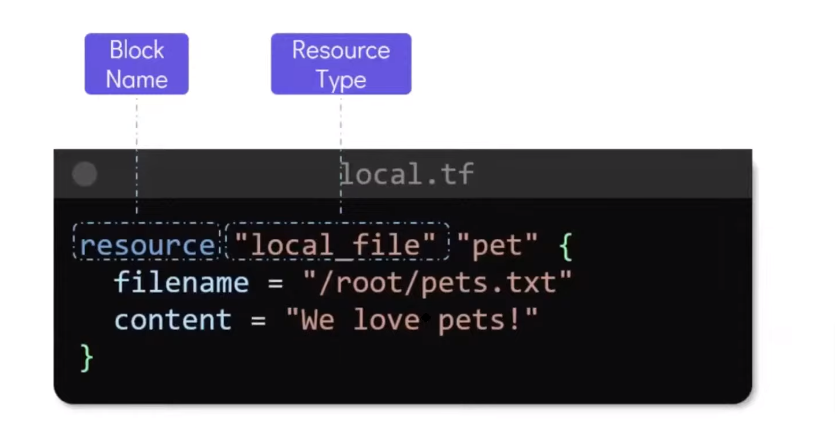 Block
Name
Resource
Type
local.tf
resource "local_file" "pet" {
filename = "/root/pets.txt"
content = "We love pets!"
}